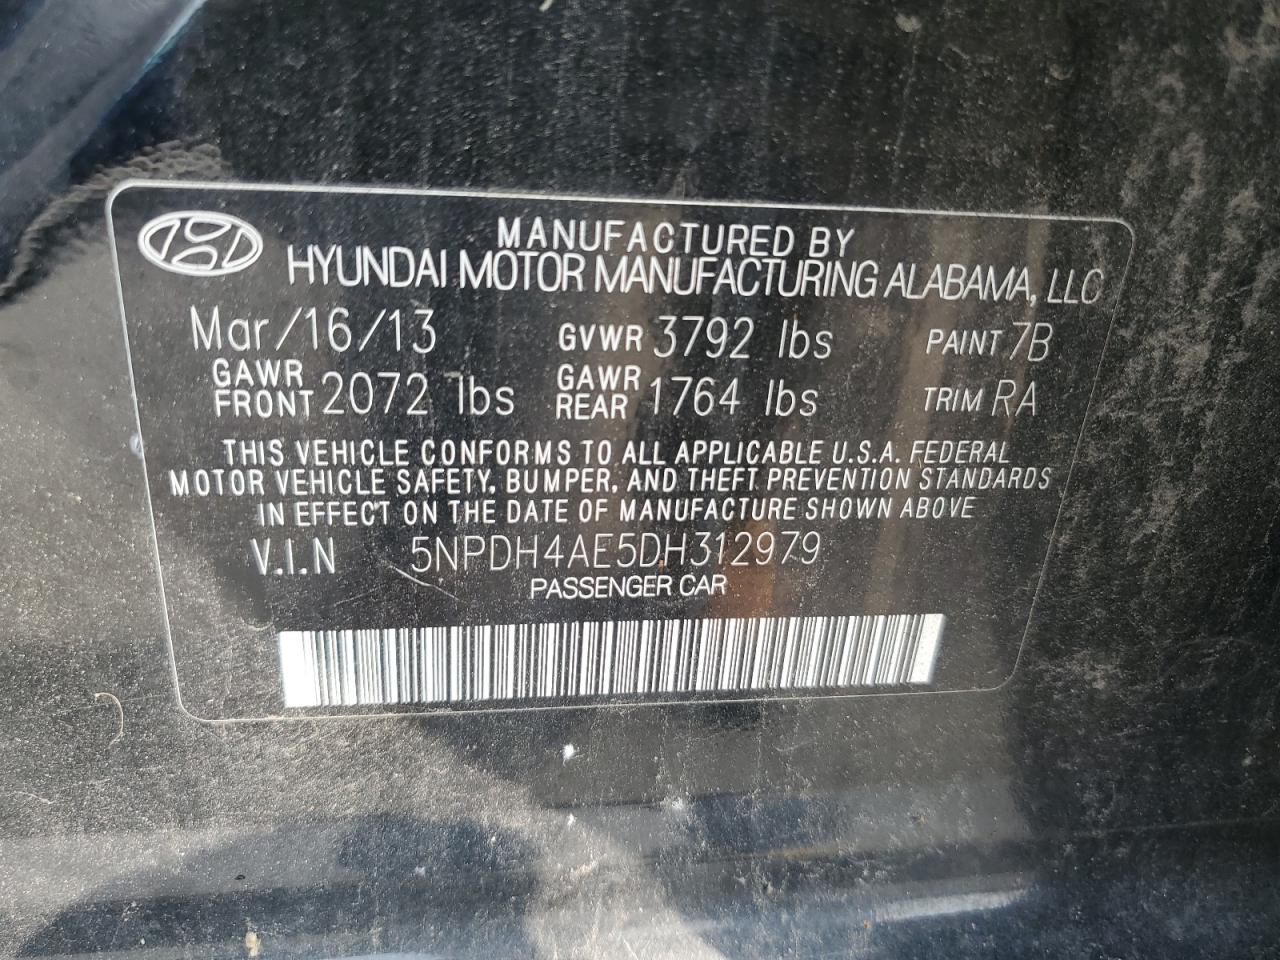 MANUFACTURED BY
HYUNDAI MOTOR MANUFACTURING ALABAMA, LLC
Mar/16/13 GVWR 3792 lbs PAINT 7B
GAWR FRONT 2072 lbs GAWR REAR 1764 lbs TRIM RA
THIS VEHICLE CONFORMS TO ALL APPLICABLE U.S.A. FEDERAL
MOTOR VEHICLE SAFETY, BUMPER, AND THEFT PREVENTION STANDARDS
IN EFFECT ON THE DATE OF MANUFACTURE SHOWN ABOVE
V.I.N 5NPDH4AE5DH312979
PASSENGER CAR